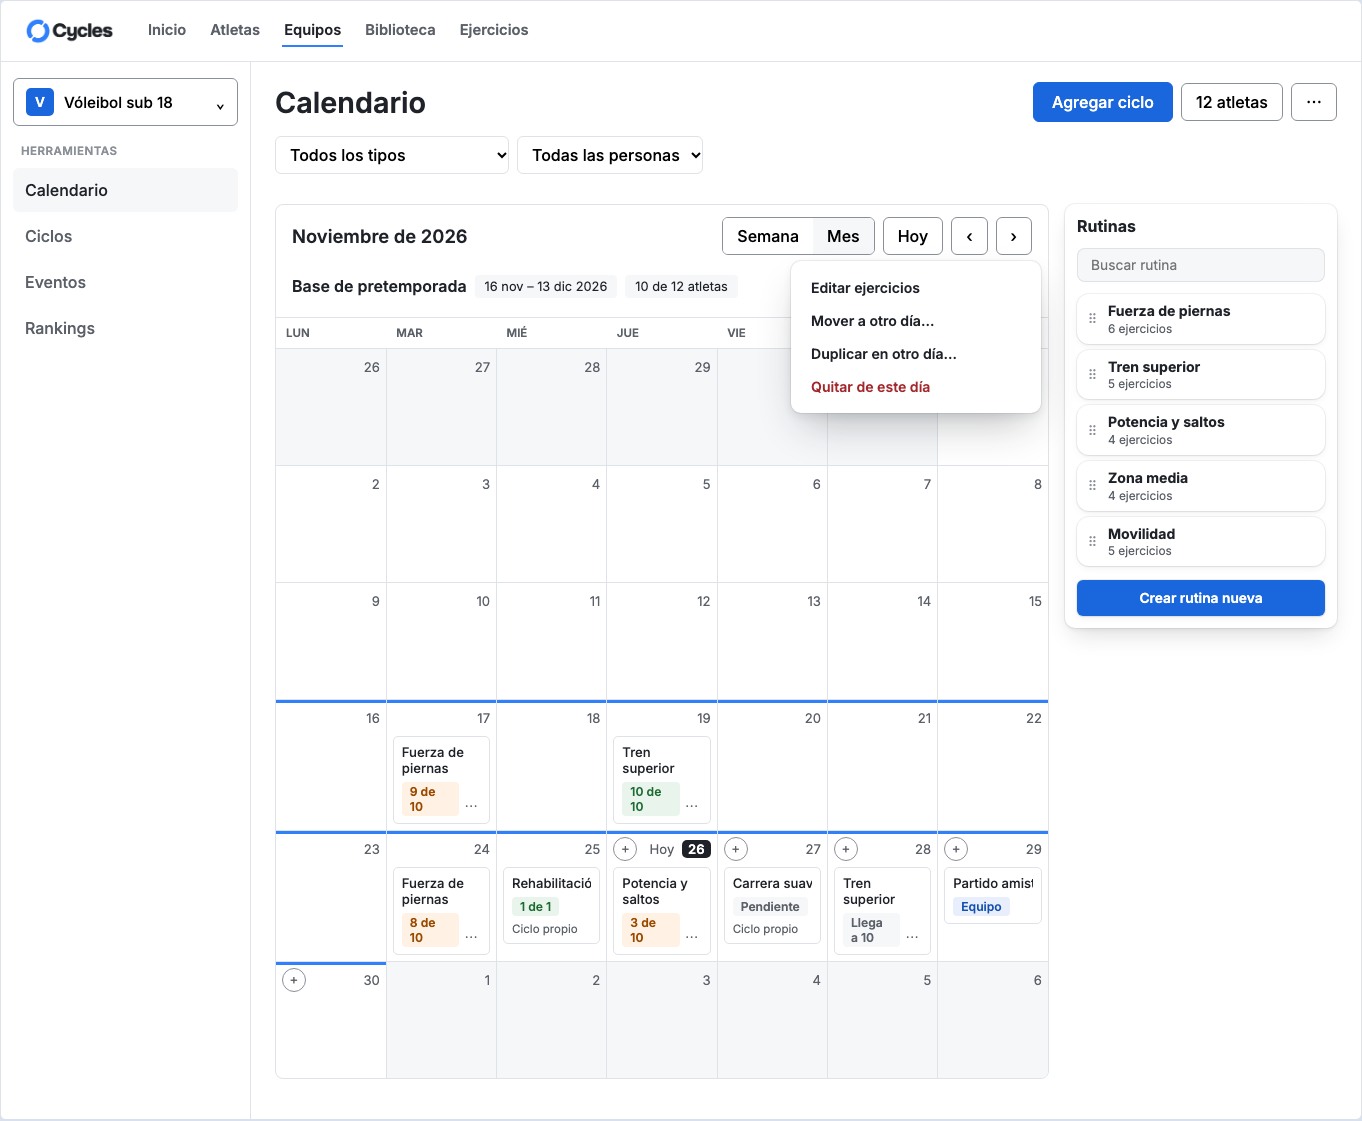 Cycles Inicio Atletas Equipos Biblioteca Ejercicios
V Vóleibol sub 18
HERRAMIENTAS
Calendario
Ciclos
Eventos
Rankings
Calendario
Agregar ciclo 12 atletas ...
Todos los tipos Todas las personas
Noviembre de 2026
Semana Mes Hoy ‹ ›
Base de pretemporada 16 nov – 13 dic 2026 10 de 12 atletas
Editar ejercicios
Mover a otro día...
Duplicar en otro día...
Quitar de este día
LUN MAR MIÉ JUE VIE
26 27 28 29
2 3 4 5 6 7 8
9 10 11 12 13 14 15
16 17 18 19 20 21 22
Fuerza de
piernas
9 de
10
...
Tren
superior
10 de
10
...
23 24 25 + Hoy 26 + 27 + 28 + 29
Fuerza de
piernas
8 de
10
...
Rehabilitació
1 de 1
Ciclo propio
Potencia y
saltos
3 de
10
...
Carrera suav
Pendiente
Ciclo propio
Tren
superior
Llega
a 10
...
Partido amist
Equipo
+ 30 1 2 3 4 5 6
Rutinas
Buscar rutina
Fuerza de piernas
6 ejercicios
Tren superior
5 ejercicios
Potencia y saltos
4 ejercicios
Zona media
4 ejercicios
Movilidad
5 ejercicios
Crear rutina nueva